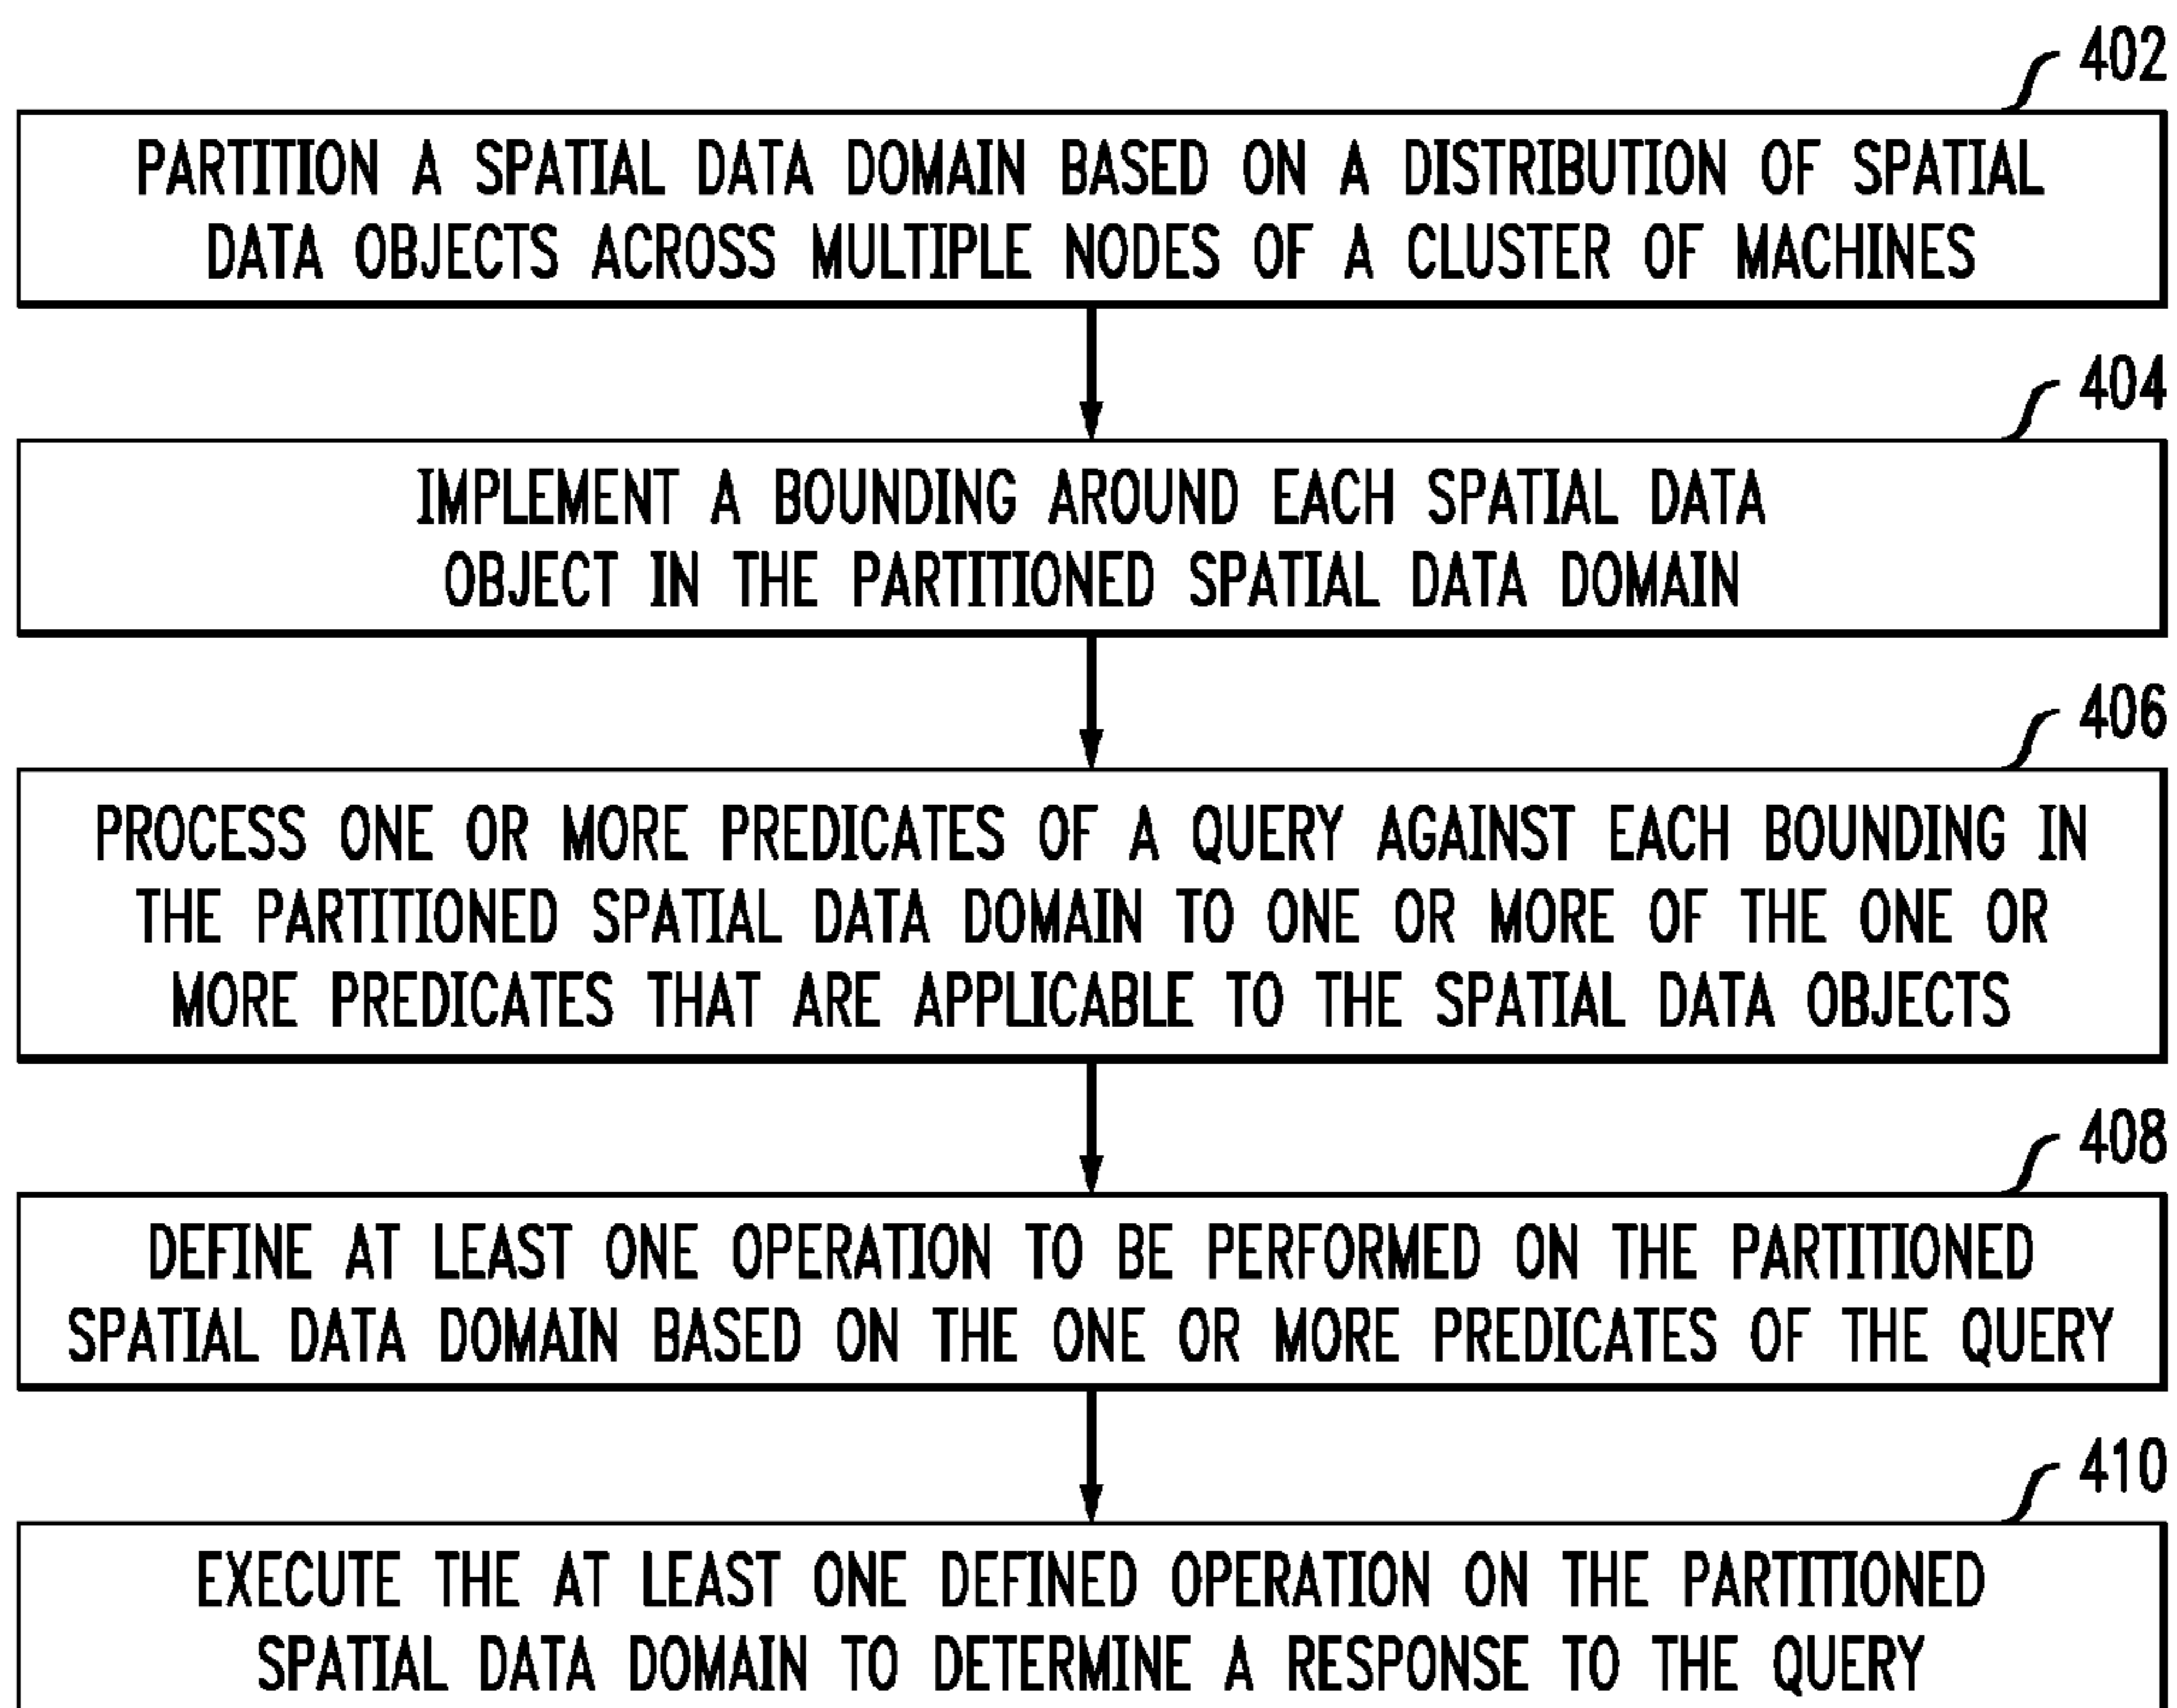 402
PARTITION A SPATIAL DATA DOMAIN BASED ON A DISTRIBUTION OF SPATIAL
DATA OBJECTS ACROSS MULTIPLE NODES OF A CLUSTER OF MACHINES
404
IMPLEMENT A BOUNDING AROUND EACH SPATIAL DATA
OBJECT IN THE PARTITIONED SPATIAL DATA DOMAIN
406
PROCESS ONE OR MORE PREDICATES OF A QUERY AGAINST EACH BOUNDING IN
THE PARTITIONED SPATIAL DATA DOMAIN TO ONE OR MORE OF THE ONE OR
MORE PREDICATES THAT ARE APPLICABLE TO THE SPATIAL DATA OBJECTS
408
DEFINE AT LEAST ONE OPERATION TO BE PERFORMED ON THE PARTITIONED
SPATIAL DATA DOMAIN BASED ON THE ONE OR MORE PREDICATES OF THE QUERY
410
EXECUTE THE AT LEAST ONE DEFINED OPERATION ON THE PARTITIONED
SPATIAL DATA DOMAIN TO DETERMINE A RESPONSE TO THE QUERY